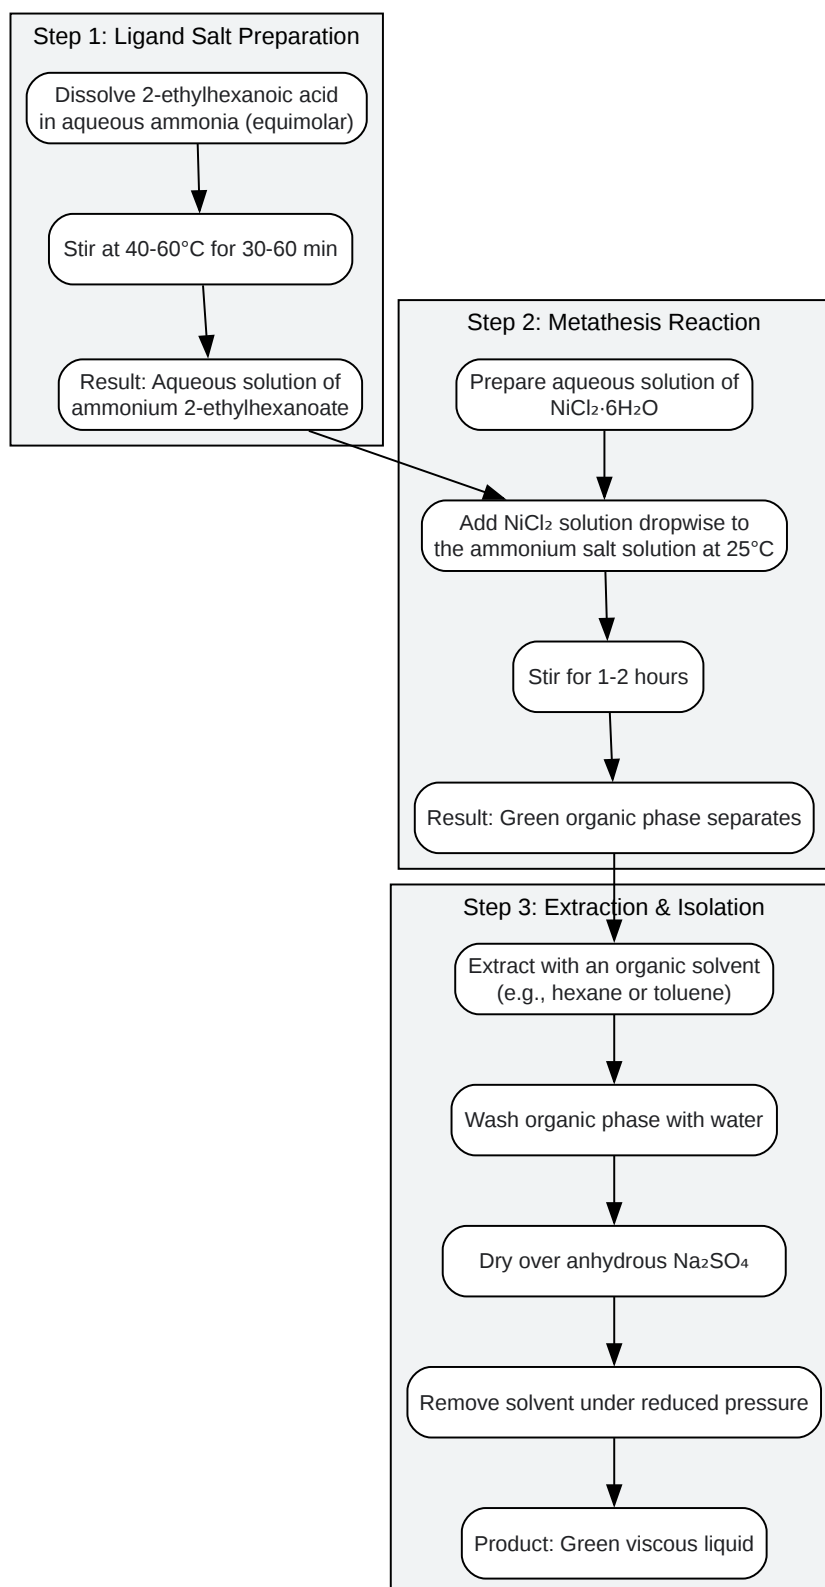 Step 1: Ligand Salt Preparation
Dissolve 2-ethylhexanoic acid
in aqueous ammonia (equimolar)
Stir at 40-60°C for 30-60 min
Result: Aqueous solution of
ammonium 2-ethylhexanoate
Step 2: Metathesis Reaction
Prepare aqueous solution of
NiCl₂·6H₂O
Add NiCl₂ solution dropwise to
the ammonium salt solution at 25°C
Stir for 1-2 hours
Result: Green organic phase separates
Step 3: Extraction & Isolation
Extract with an organic solvent
(e.g., hexane or toluene)
Wash organic phase with water
Dry over anhydrous Na₂SO₄
Remove solvent under reduced pressure
Product: Green viscous liquid